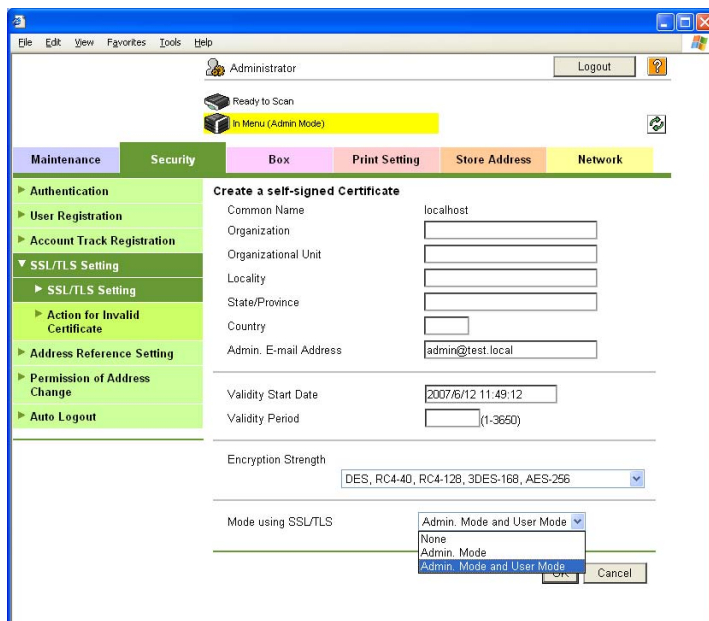 File Edit View Favorites Tools Help
Administrator
Logout
?
Ready to Scan
In Menu (Admin Mode)
Maintenance Security Box Print Setting Store Address Network
Authentication
User Registration
Account Track Registration
SSL/TLS Setting
SSL/TLS Setting
Action for Invalid
Certificate
Address Reference Setting
Permission of Address
Change
Auto Logout
Create a self-signed Certificate
Common Name localhost
Organization
Organizational Unit
Locality
State/Province
Country
Admin. E-mail Address admin@test.local
Validity Start Date 2007/6/12 11:49:12
Validity Period (1-3650)
Encryption Strength
DES, RC4-40, RC4-128, 3DES-168, AES-256
Mode using SSL/TLS Admin. Mode and User Mode
None
Admin. Mode
Admin. Mode and User Mode
OK Cancel